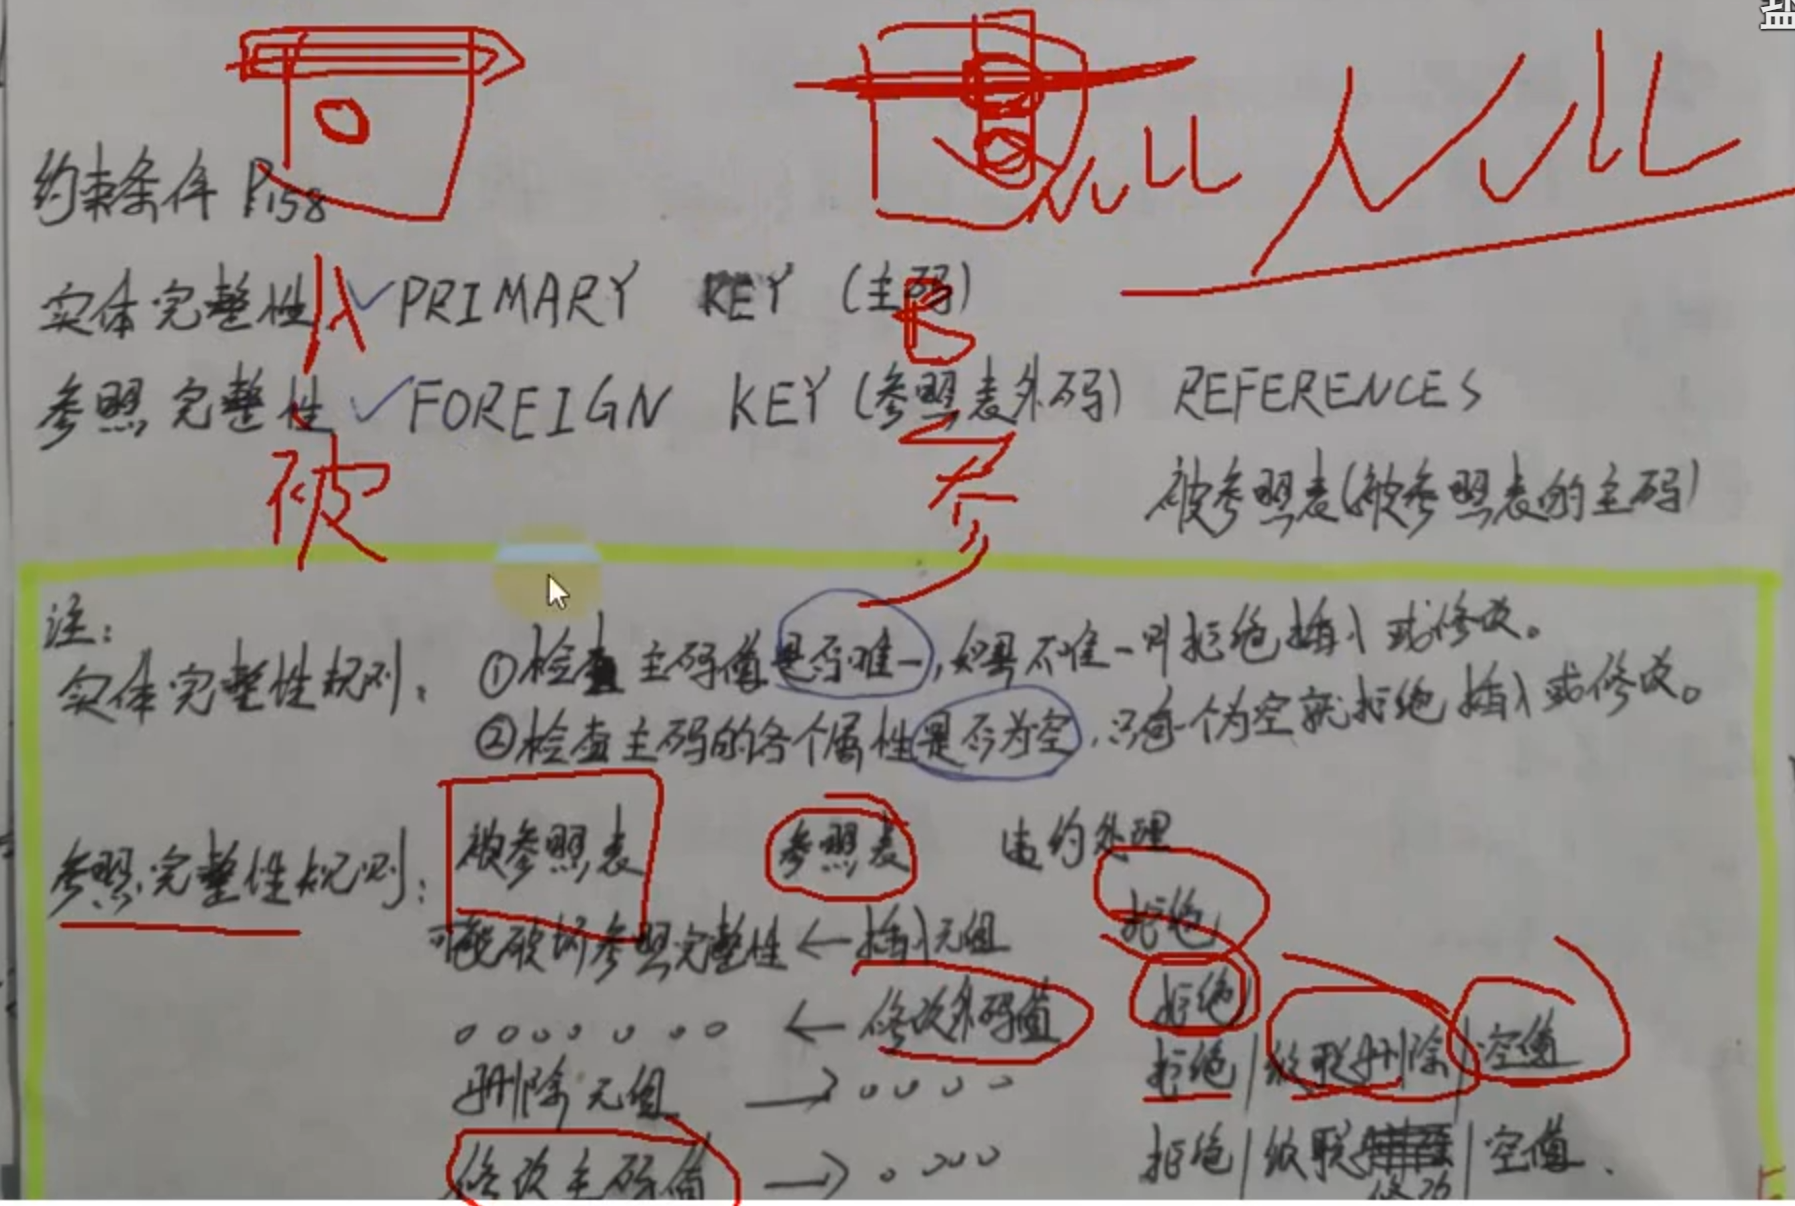 盐
NULL NULL
约束条件 P158
实体完整性 ✓PRIMARY KEY (主码)
A B
参照完整性 ✓FOREIGN KEY (参照表外码) REFERENCES
被 参
被参照表(被参照表的主码)
注:
实体完整性规则: ①检查主码值是否唯一,如果不唯一则拒绝插入或修改。
②检查主码的各个属性是否为空,只有一个为空就拒绝插入或修改。
参照完整性规则: 被参照表 参照表 违约处理
可能破坏参照完整性 ← 插入元组 拒绝
○○○○○○○ ← 修改外码值 拒绝
删除元组 → ○○○○ 拒绝|级联删除|空值
修改主码值 → ○○○○ 拒绝|级联修改|空值.